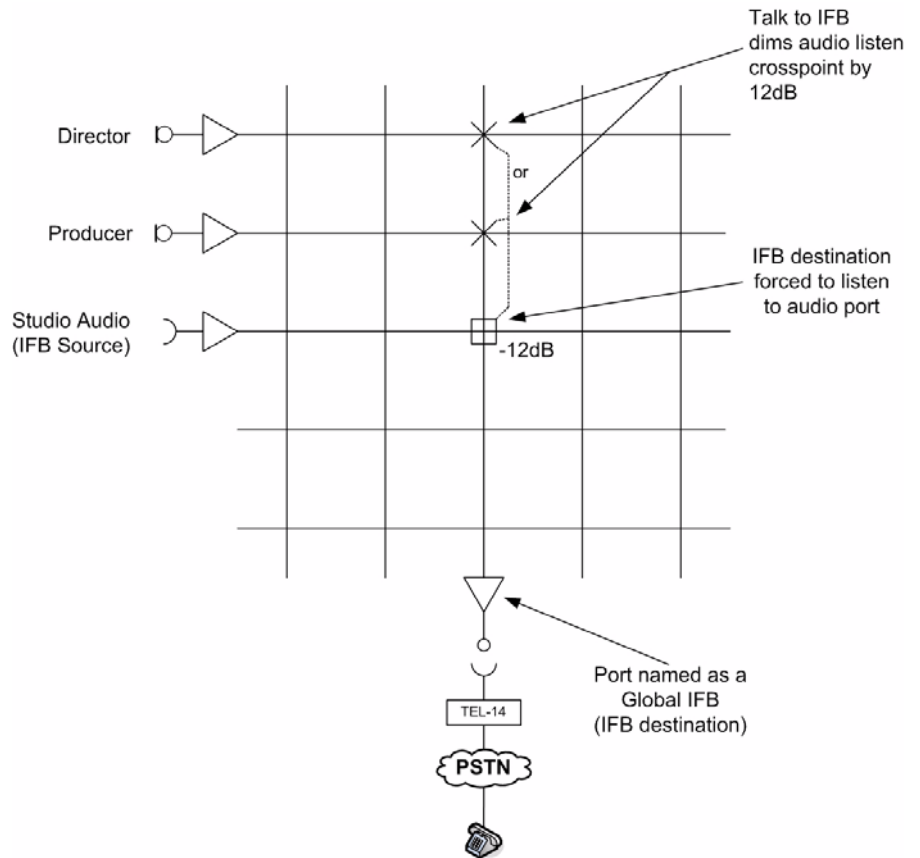 Talk to IFB
dims audio listen
crosspoint by
12dB
Director
or
Producer
IFB destination
forced to listen
to audio port
Studio Audio
(IFB Source)
-12dB
Port named as a
Global IFB
(IFB destination)
TEL-14
PSTN